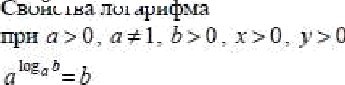 Свойства логарифма
при a > 0, a ≠ 1, b > 0, x > 0, y > 0
a^{log_a b} = b